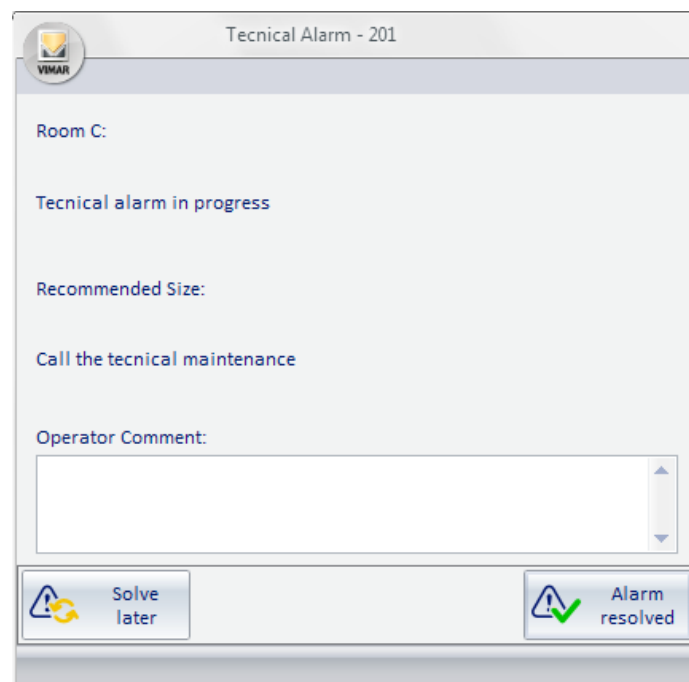 Tecnical Alarm - 201
VIMAR
Room C:
Tecnical alarm in progress
Recommended Size:
Call the tecnical maintenance
Operator Comment:
Solve
later
Alarm
resolved